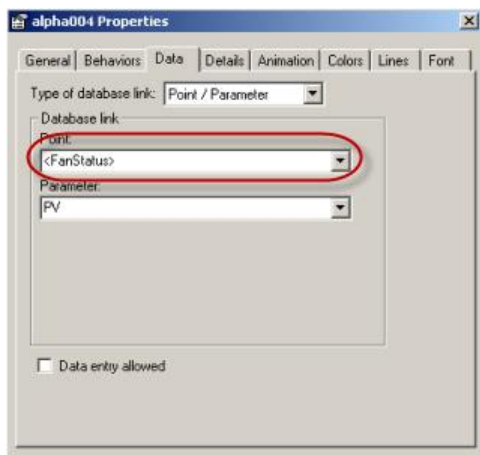 alpha004 Properties
General Behaviors Data Details Animation Colors Lines Font
Type of database link: Point / Parameter
Database link
Point:
<FanStatus>
Parameter:
PV
Data entry allowed